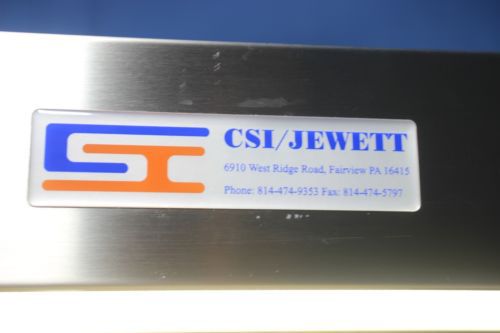 CSI/JEWETT
6910 West Ridge Road, Fairview PA 16415
Phone: 814-474-9353 Fax: 814-474-5797